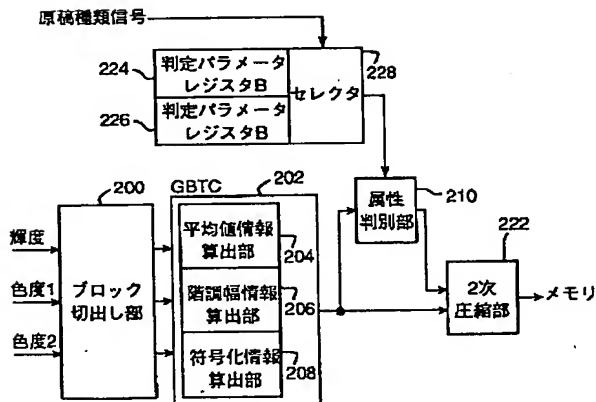 原稿種類信号
224
判定パラメータ
レジスタB
228
セレクタ
226
判定パラメータ
レジスタB
200
GBTC
202
属性
判別部
210
輝度
色度1
色度2
ブロック
切出し部
平均値情報
算出部
204
階調幅情報
算出部
206
符号化情報
算出部
208
222
2次
圧縮部
メモリ